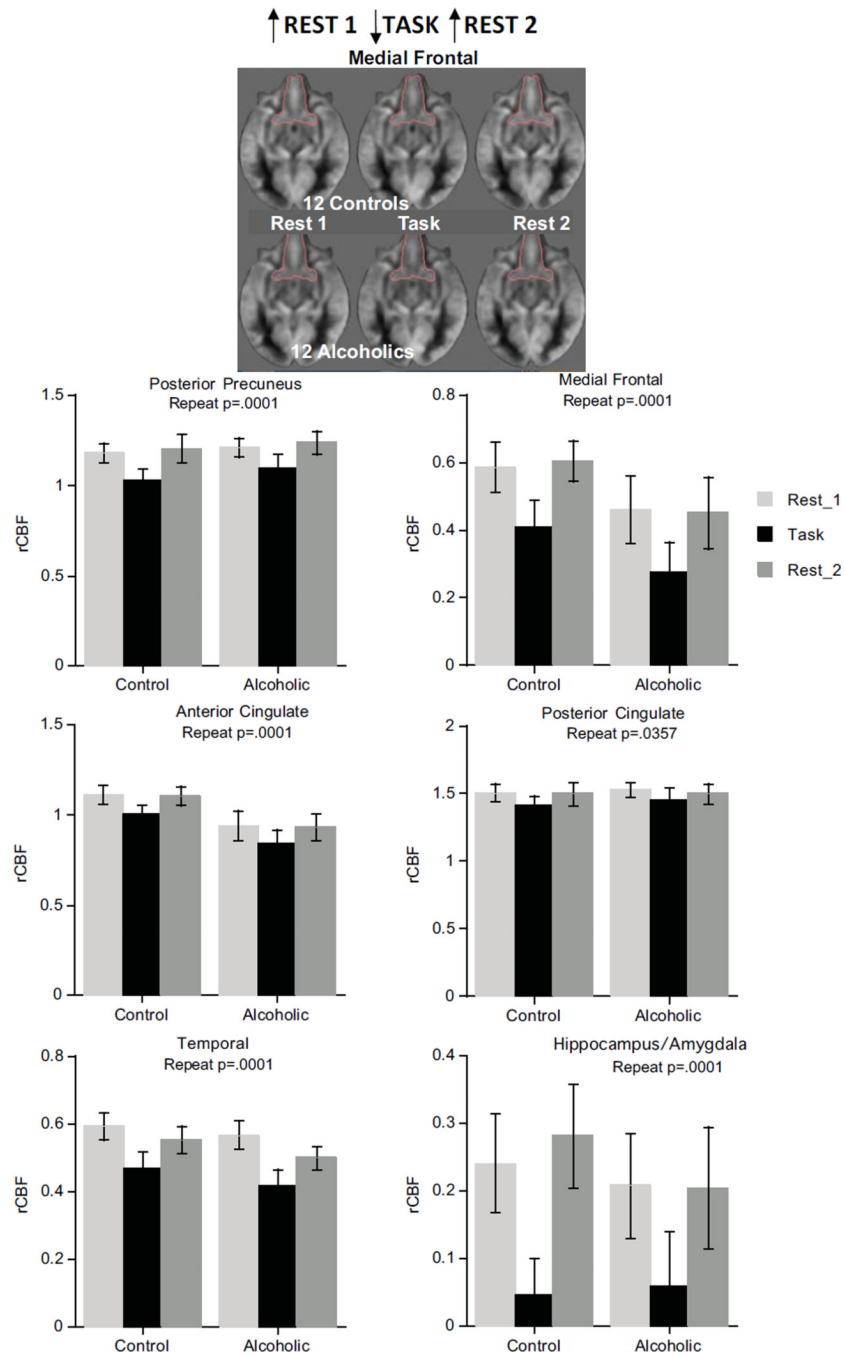 ↑REST 1 ↓TASK ↑REST 2
Medial Frontal
12 Controls
Rest 1 Task Rest 2
12 Alcoholics
Posterior Precuneus
Repeat p=.0001
1.5
1
0.5
0
rCBF
Control Alcoholic
Medial Frontal
Repeat p=.0001
0.8
0.6
0.4
0.2
0
rCBF
Control Alcoholic
Rest_1
Task
Rest_2
Anterior Cingulate
Repeat p=.0001
1.5
1
0.5
0
rCBF
Control Alcoholic
Posterior Cingulate
Repeat p=.0357
2
1.5
1
0.5
0
rCBF
Control Alcoholic
Temporal
Repeat p=.0001
0.8
0.6
0.4
0.2
0
rCBF
Control Alcoholic
Hippocampus/Amygdala
Repeat p=.0001
0.4
0.3
0.2
0.1
0
rCBF
Control Alcoholic